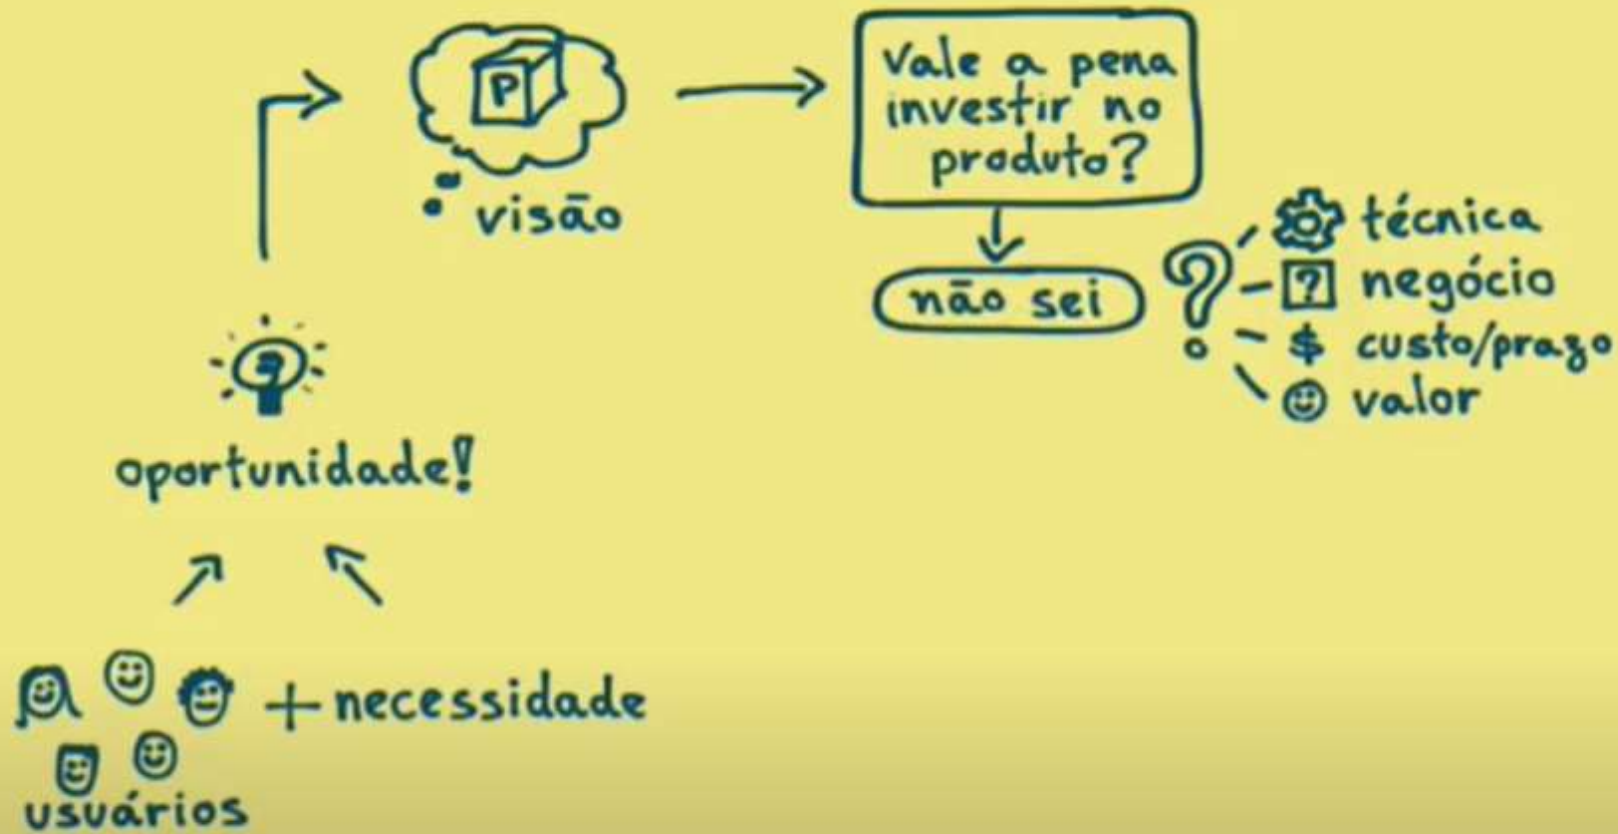 P
visão
Vale a pena
investir no
produto?
não sei
?
técnica
? negócio
$ custo/prazo
valor
oportunidade!
+ necessidade
usuários